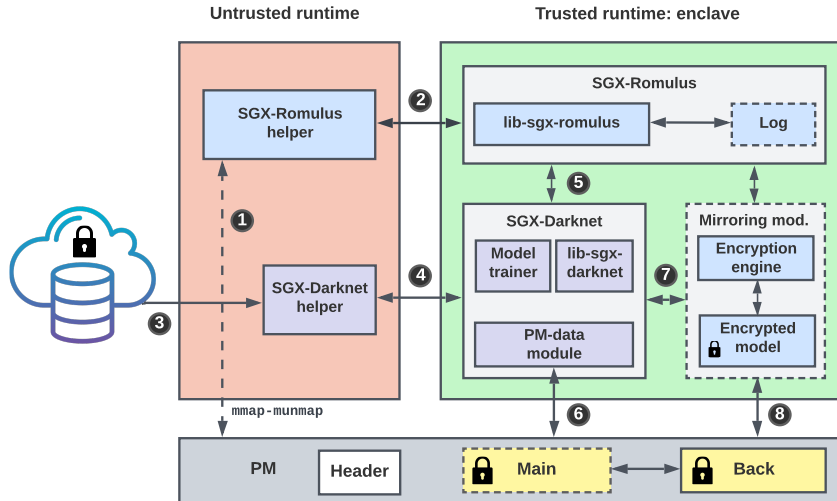 Untrusted runtime
Trusted runtime: enclave
SGX-Romulus
helper
2
SGX-Romulus
lib-sgx-romulus
Log
1
5
SGX-Darknet
Model
trainer
lib-sgx-
darknet
PM-data
module
Mirroring mod.
Encryption
engine
Encrypted
model
7
SGX-Darknet
helper
3
4
mmap-munmap
6
8
PM
Header
Main
Back